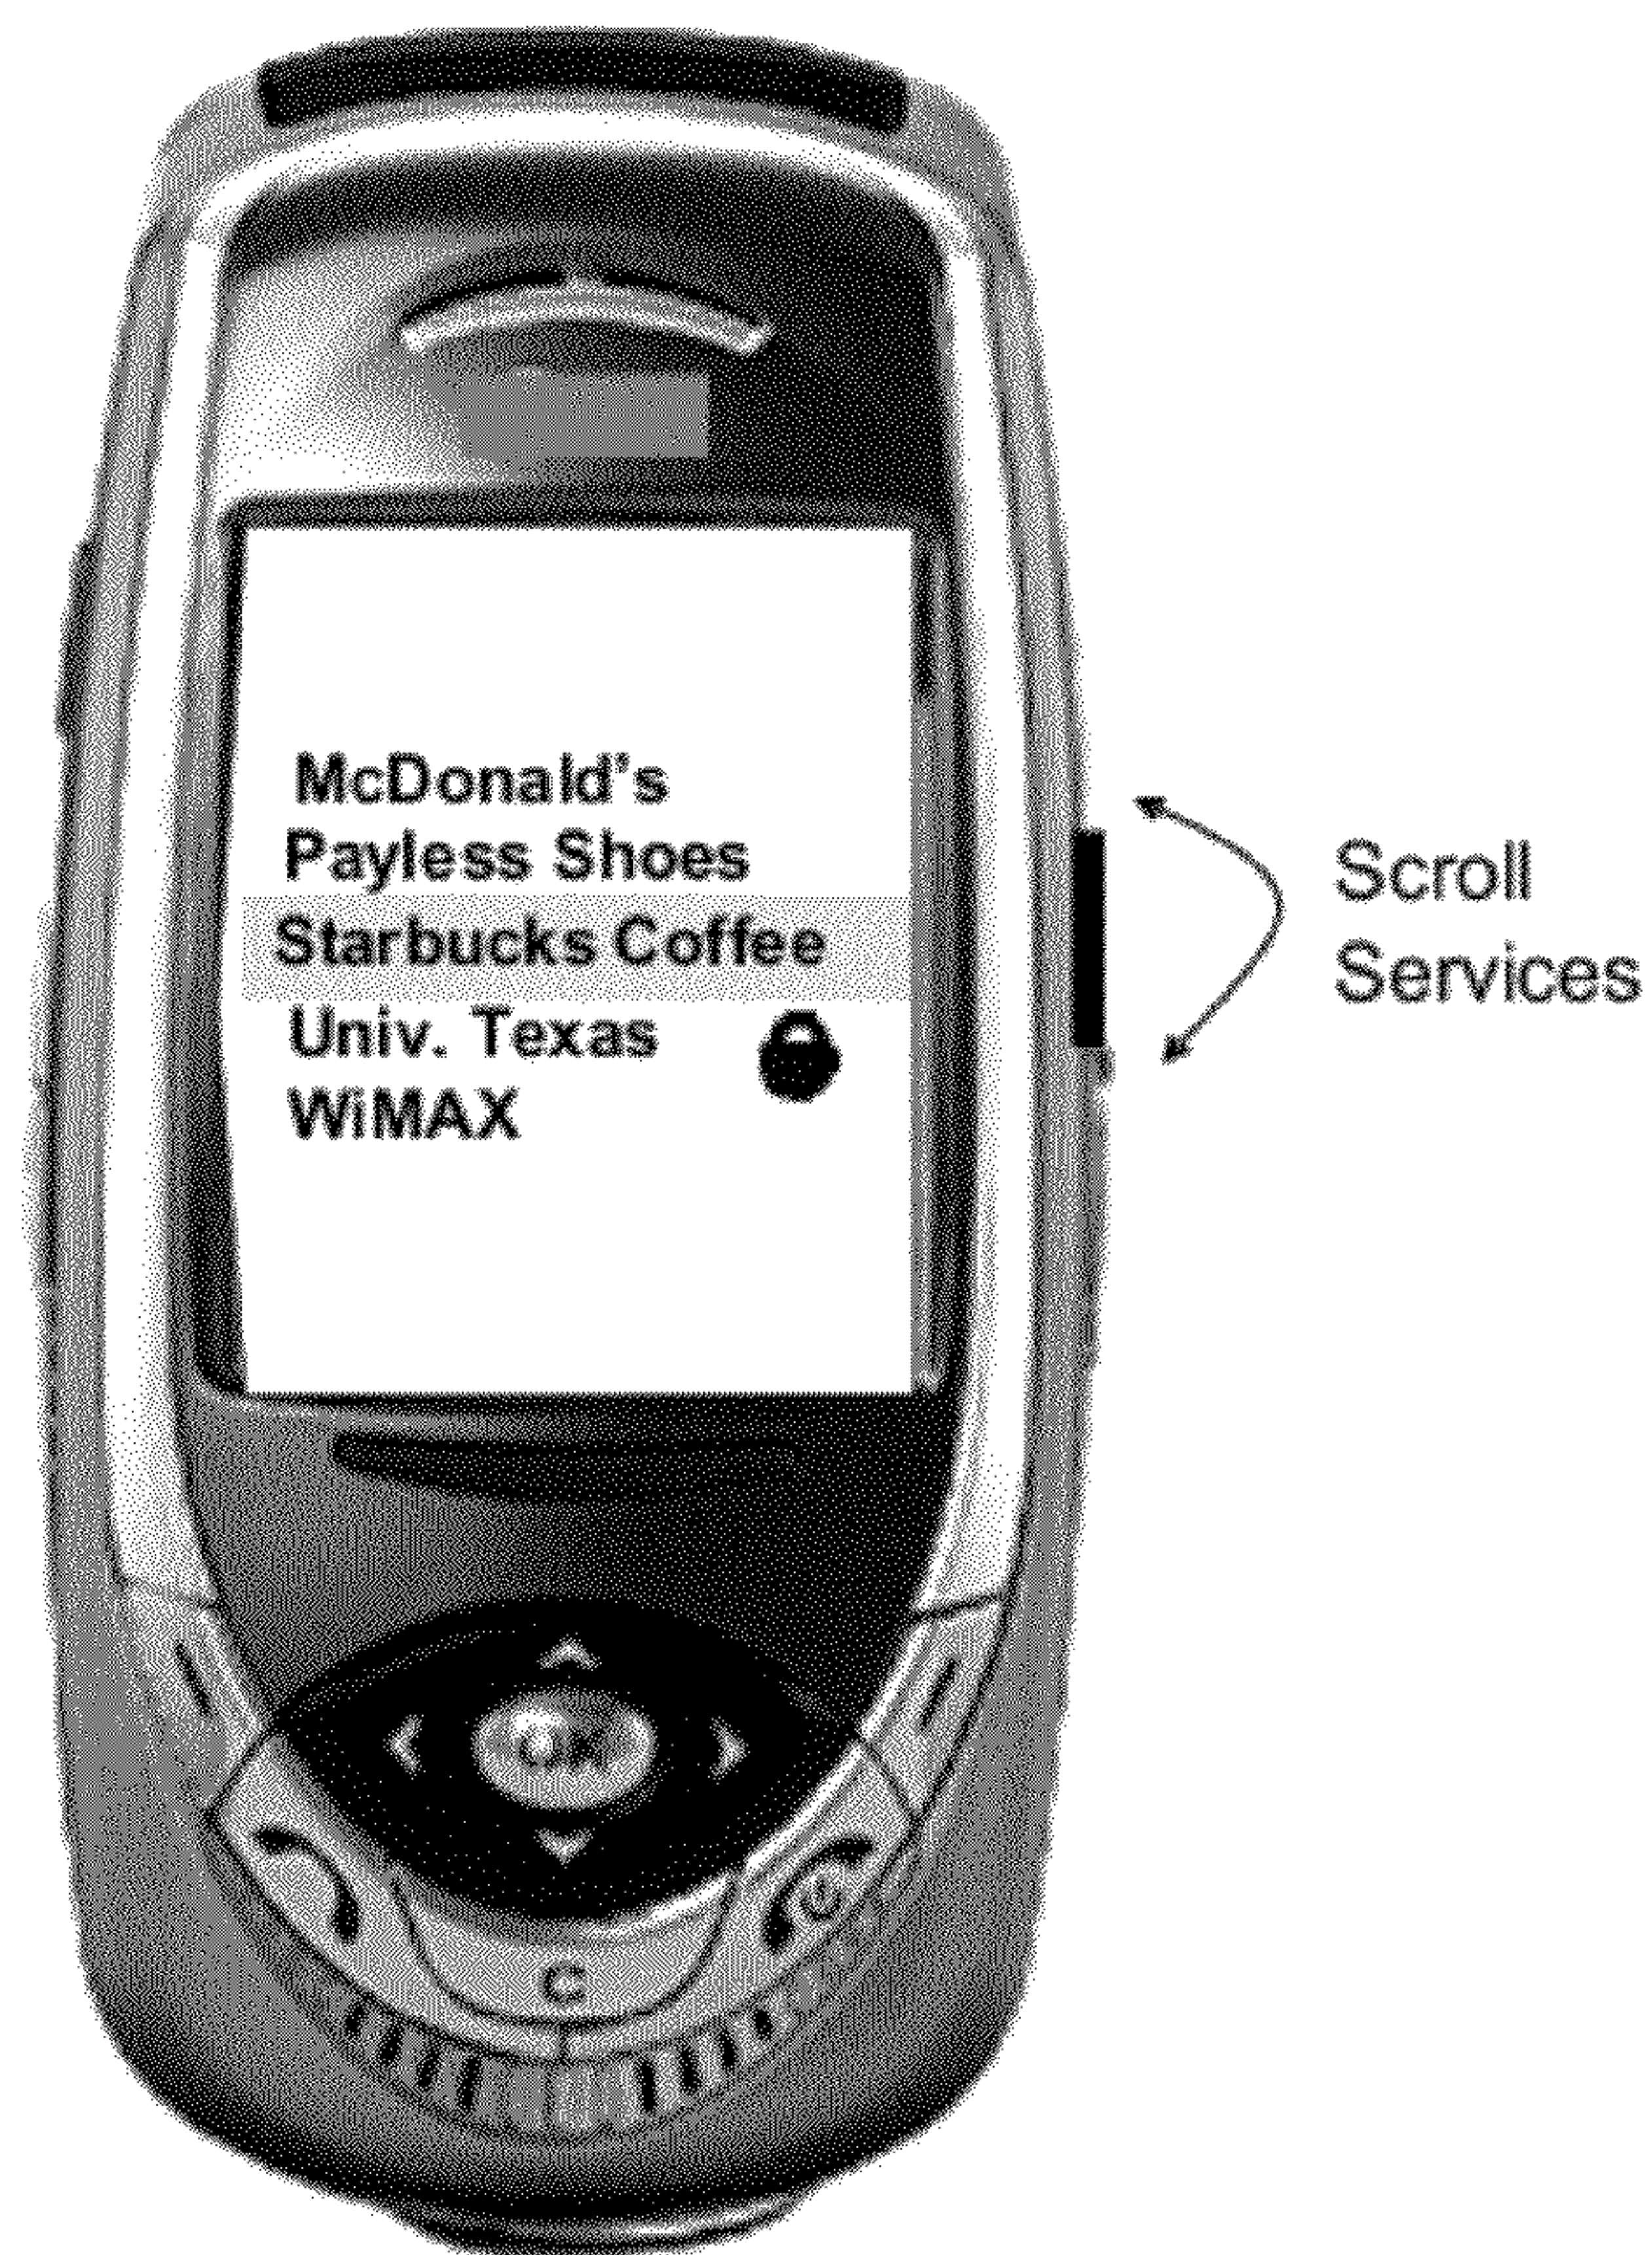 McDonald's
Payless Shoes
Starbucks Coffee
Univ. Texas
WiMAX
Scroll
Services
OK
C